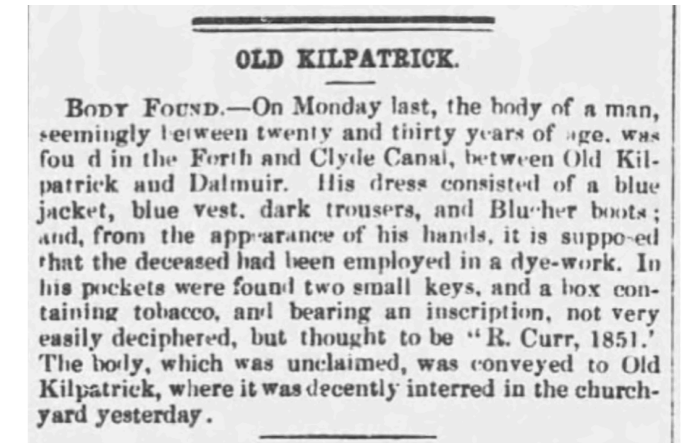 OLD KILPATRICK.
BODY FOUND.—On Monday last, the body of a man,
seemingly between twenty and thirty years of age, was
fou d in the Forth and Clyde Canal, between Old Kil-
patrick and Dalmuir. His dress consisted of a blue
jacket, blue vest, dark trousers, and Blucher boots;
and, from the appearance of his hands, it is supposed
that the deceased had been employed in a dye-work. In
his pockets were found two small keys, and a box con-
taining tobacco, and bearing an inscription, not very
easily deciphered, but thought to be "R. Curr, 1851.'
The body, which was unclaimed, was conveyed to Old
Kilpatrick, where it was decently interred in the church-
yard yesterday.